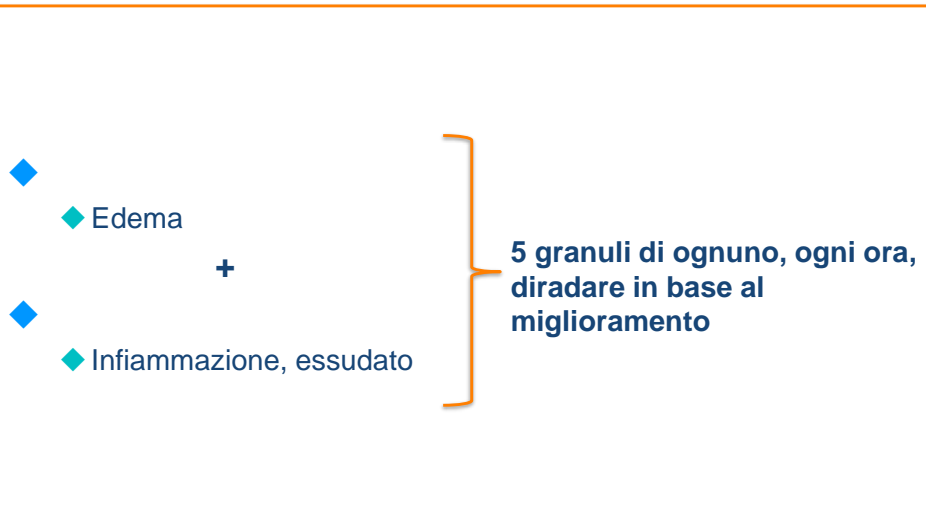 Edema
+
Infiammazione, essudato
5 granuli di ognuno, ogni ora,
diradare in base al
miglioramento